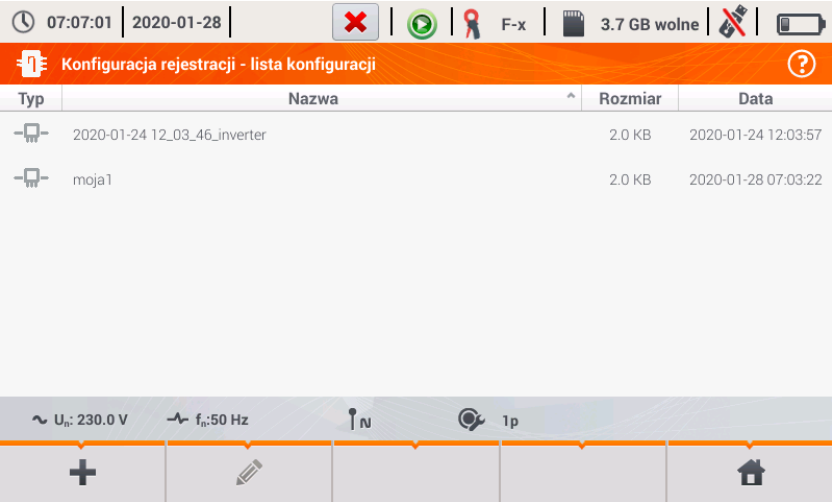 07:07:01 2020-01-28 F-x 3.7 GB wolne
Konfiguracja rejestracji - lista konfiguracji ?
Typ Nazwa Rozmiar Data
2020-01-24 12_03_46_inverter 2.0 KB 2020-01-24 12:03:57
moja1 2.0 KB 2020-01-28 07:03:22
Un: 230.0 V fn:50 Hz N 1p